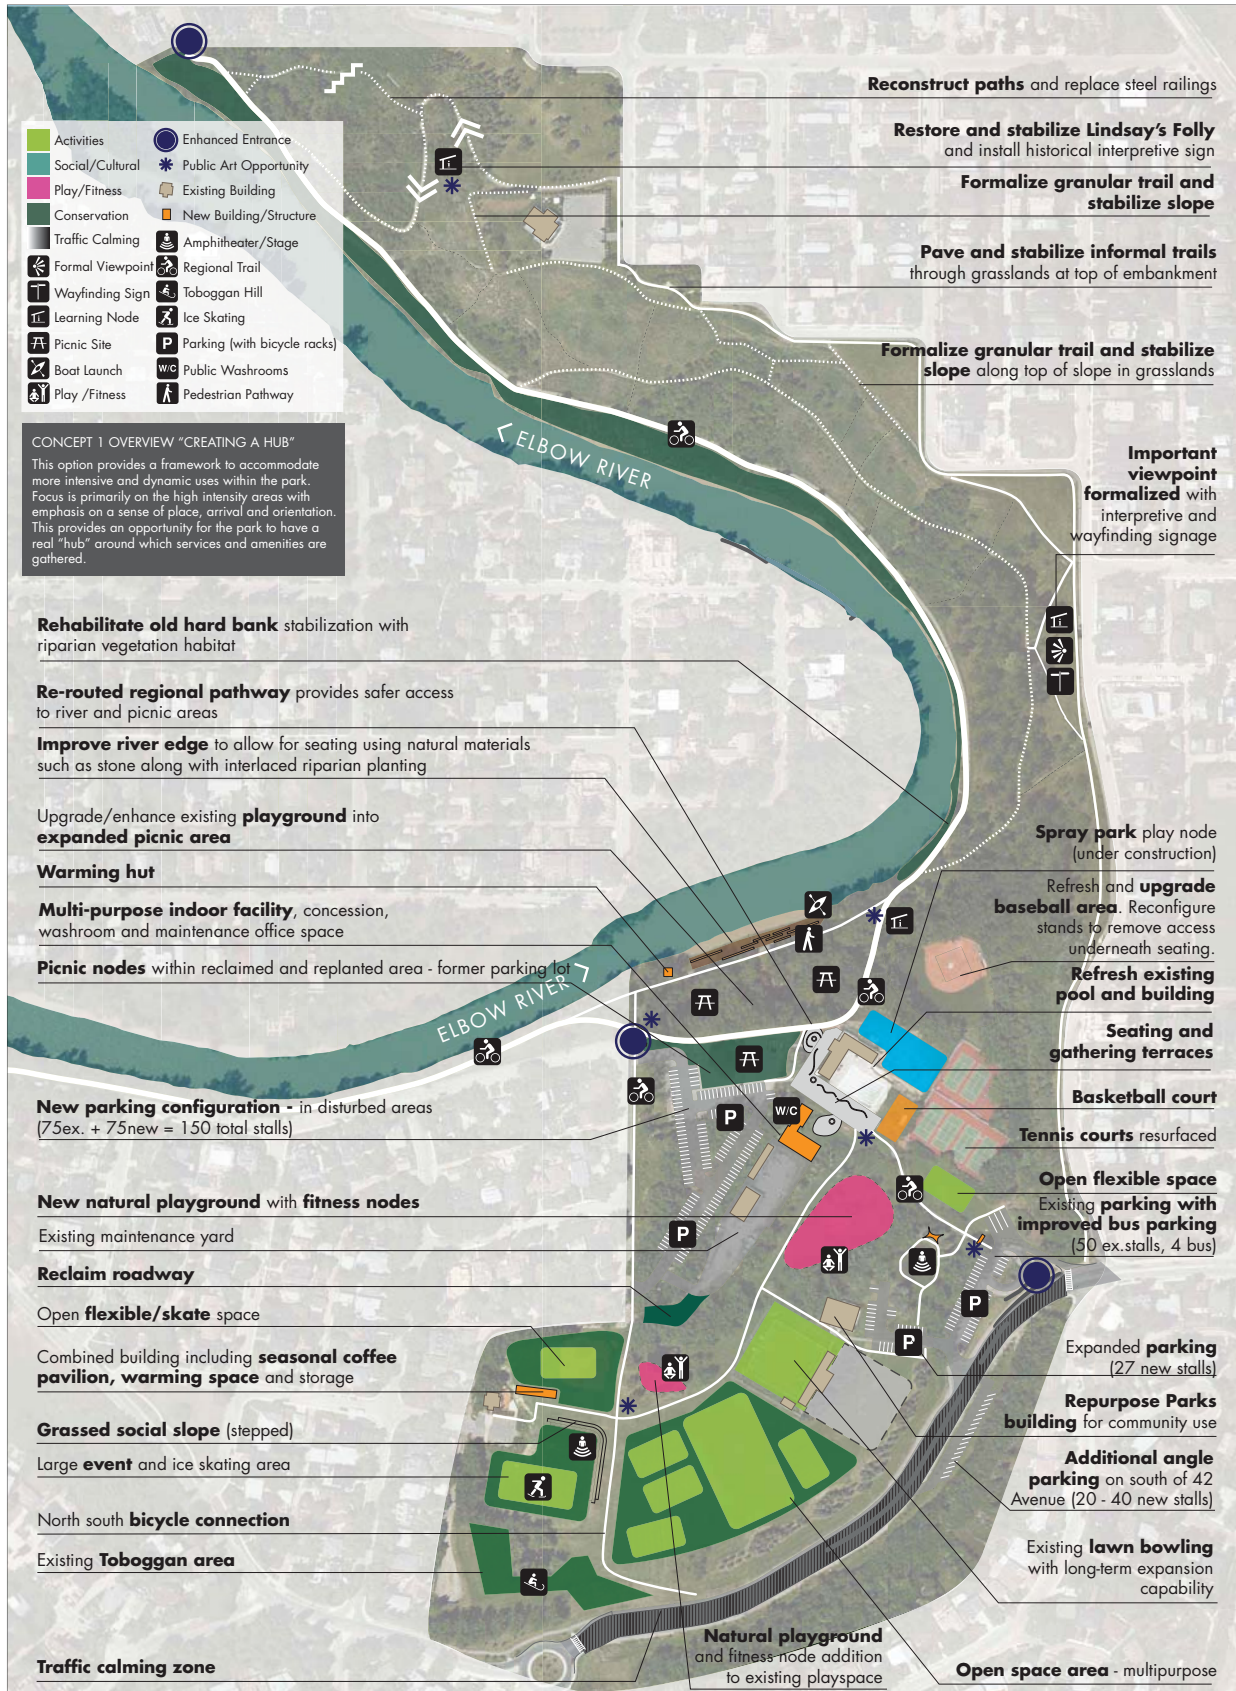 Reconstruct paths and replace steel railings
Restore and stabilize Lindsay's Folly
and install historical interpretive sign
Formalize granular trail and
stabilize slope
Pave and stabilize informal trails
through grasslands at top of embankment
Formalize granular trail and stabilize
slope along top of slope in grasslands
Important
viewpoint
formalized with
interpretive and
wayfinding signage
Activities
Social/Cultural
Play/Fitness
Conservation
Traffic Calming
Formal Viewpoint
Wayfinding Sign
Learning Node
Picnic Site
Boat Launch
Play /Fitness
Enhanced Entrance
Public Art Opportunity
Existing Building
New Building/Structure
Amphitheater/Stage
Regional Trail
Toboggan Hill
Ice Skating
P Parking (with bicycle racks)
W/C Public Washrooms
Pedestrian Pathway
CONCEPT 1 OVERVIEW “CREATING A HUB”
This option provides a framework to accommodate
more intensive and dynamic uses within the park.
Focus is primarily on the high intensity areas with
emphasis on a sense of place, arrival and orientation.
This provides an opportunity for the park to have a
real “hub” around which services and amenities are
gathered.
< ELBOW RIVER
Rehabilitate old hard bank stabilization with
riparian vegetation habitat
Re-routed regional pathway provides safer access
to river and picnic areas
Improve river edge to allow for seating using natural materials
such as stone along with interlaced riparian planting
Upgrade/enhance existing playground into
expanded picnic area
Warming hut
Multi-purpose indoor facility, concession,
washroom and maintenance office space
Picnic nodes within reclaimed and replanted area - former parking lot
ELBOW RIVER >
New parking configuration - in disturbed areas
(75ex. + 75new = 150 total stalls)
New natural playground with fitness nodes
Existing maintenance yard
Reclaim roadway
Open flexible/skate space
Combined building including seasonal coffee
pavilion, warming space and storage
Grassed social slope (stepped)
Large event and ice skating area
North south bicycle connection
Existing Toboggan area
Traffic calming zone
Spray park play node
(under construction)
Refresh and upgrade
baseball area. Reconfigure
stands to remove access
underneath seating.
Refresh existing
pool and building
Seating and
gathering terraces
Basketball court
Tennis courts resurfaced
Open flexible space
Existing parking with
improved bus parking
(50 ex.stalls, 4 bus)
Expanded parking
(27 new stalls)
Repurpose Parks
building for community use
Additional angle
parking on south of 42
Avenue (20 - 40 new stalls)
Existing lawn bowling
with long-term expansion
capability
Open space area - multipurpose
Natural playground
and fitness node addition
to existing playspace
P
W/C
P
P
P